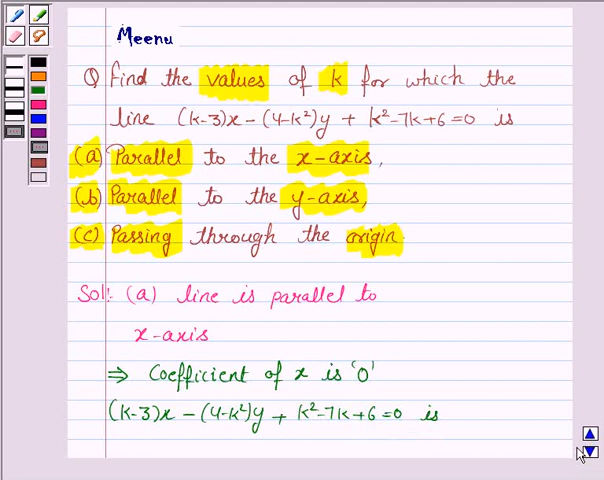 Meenu
Q Find the values of k for which the
line (k-3)x - (4-k²)y + k²-7k+6=0 is
(a) Parallel to the x-axis,
(b) Parallel to the y-axis,
(c) Passing through the origin
Sol: (a) line is parallel to
x-axis
⇒ Coefficient of x is '0'
(k-3)x - (4-k²)y + k²-7k+6=0 is